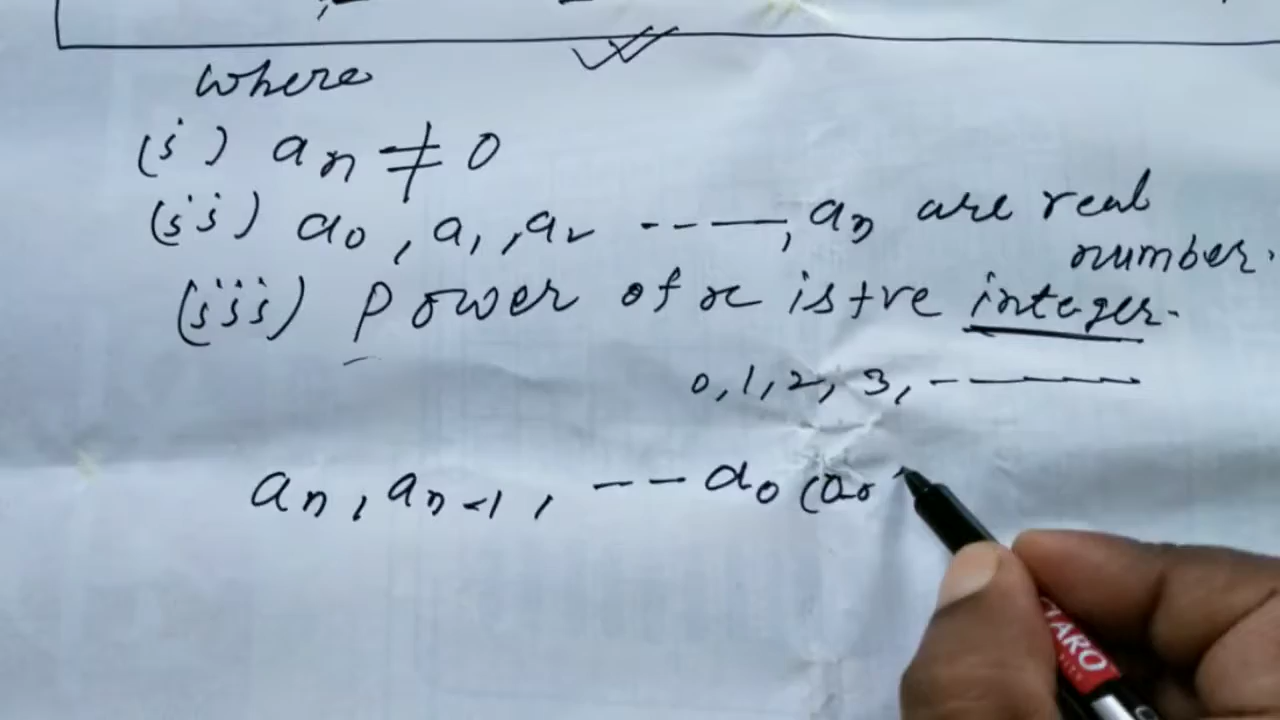 where
(i) an ≠ 0
(ii) a0, a1, a2 -----, an are real
number.
(iii) Power of x is +ve integer.
0, 1, 2, 3, -----
an, an-1, --- a0 (a0